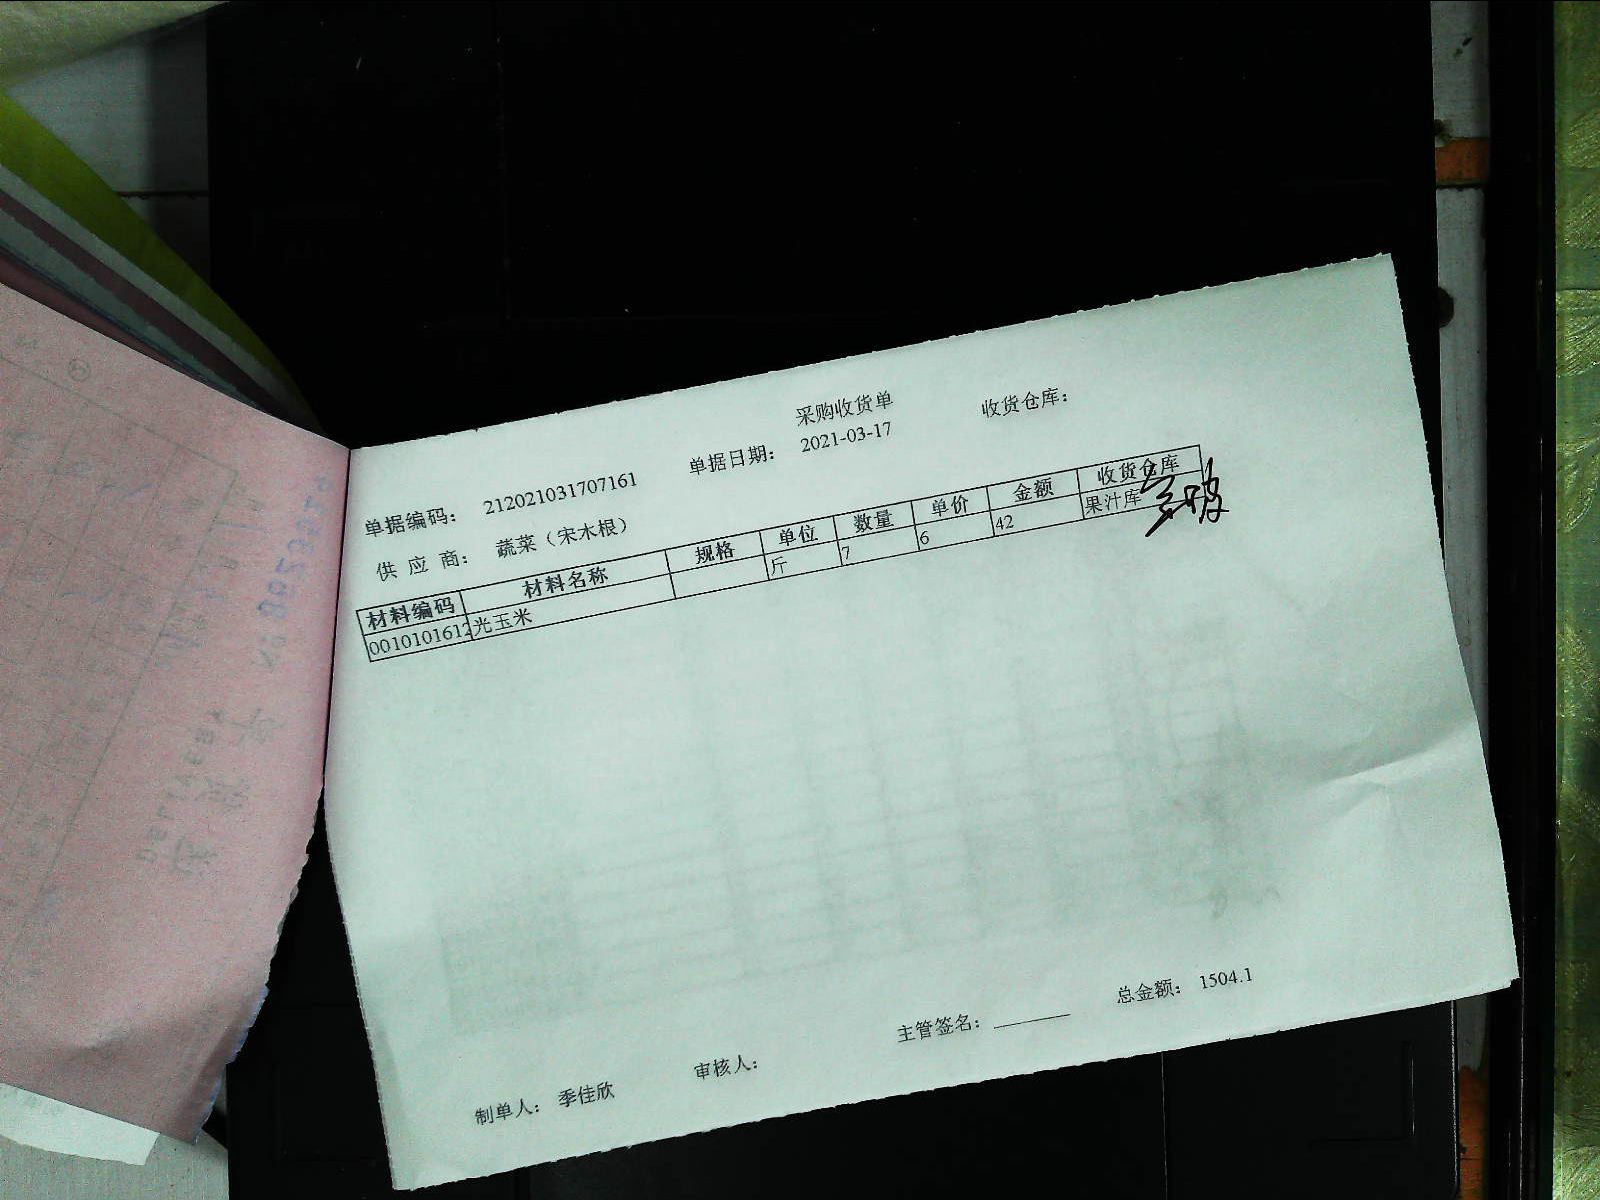 采购收货单
单据编码： 212021031707161 单据日期： 2021-03-17 收货仓库：
供 应 商： 蔬菜（宋木根）
材料编码 材料名称 规格 单位 数量 单价 金额 收货仓库
0010101612 光玉米 斤 7 6 42 果汁库
总金额： 1504.1
制单人： 季佳欣 审核人： 主管签名：